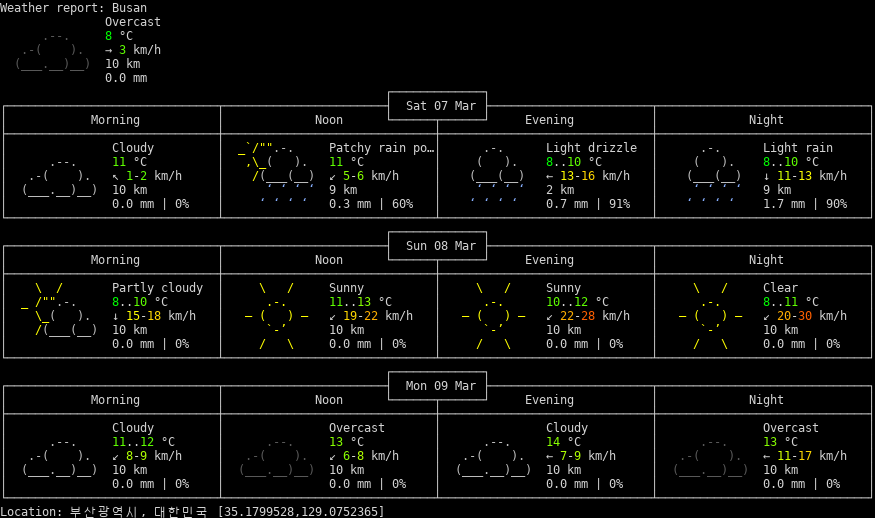 Weather report: Busan
Overcast
8 °C
→ 3 km/h
10 km
0.0 mm
Sat 07 Mar
Morning Noon Evening Night
Cloudy Patchy rain po… Light drizzle Light rain
11 °C 11 °C 8..10 °C 8..10 °C
↖ 1-2 km/h ↙ 5-6 km/h ← 13-16 km/h ↓ 11-13 km/h
10 km 9 km 2 km 9 km
0.0 mm | 0% 0.3 mm | 60% 0.7 mm | 91% 1.7 mm | 90%
Sun 08 Mar
Morning Noon Evening Night
Partly cloudy Sunny Sunny Clear
8..10 °C 11..13 °C 10..12 °C 8..11 °C
↓ 15-18 km/h ↙ 19-22 km/h ↙ 22-28 km/h ↙ 20-30 km/h
10 km 10 km 10 km 10 km
0.0 mm | 0% 0.0 mm | 0% 0.0 mm | 0% 0.0 mm | 0%
Mon 09 Mar
Morning Noon Evening Night
Cloudy Overcast Cloudy Overcast
11..12 °C 13 °C 14 °C 13 °C
↙ 8-9 km/h ↙ 6-8 km/h ← 7-9 km/h ← 11-17 km/h
10 km 10 km 10 km 10 km
0.0 mm | 0% 0.0 mm | 0% 0.0 mm | 0% 0.0 mm | 0%
Location: 부산광역시, 대한민국 [35.1799528,129.0752365]